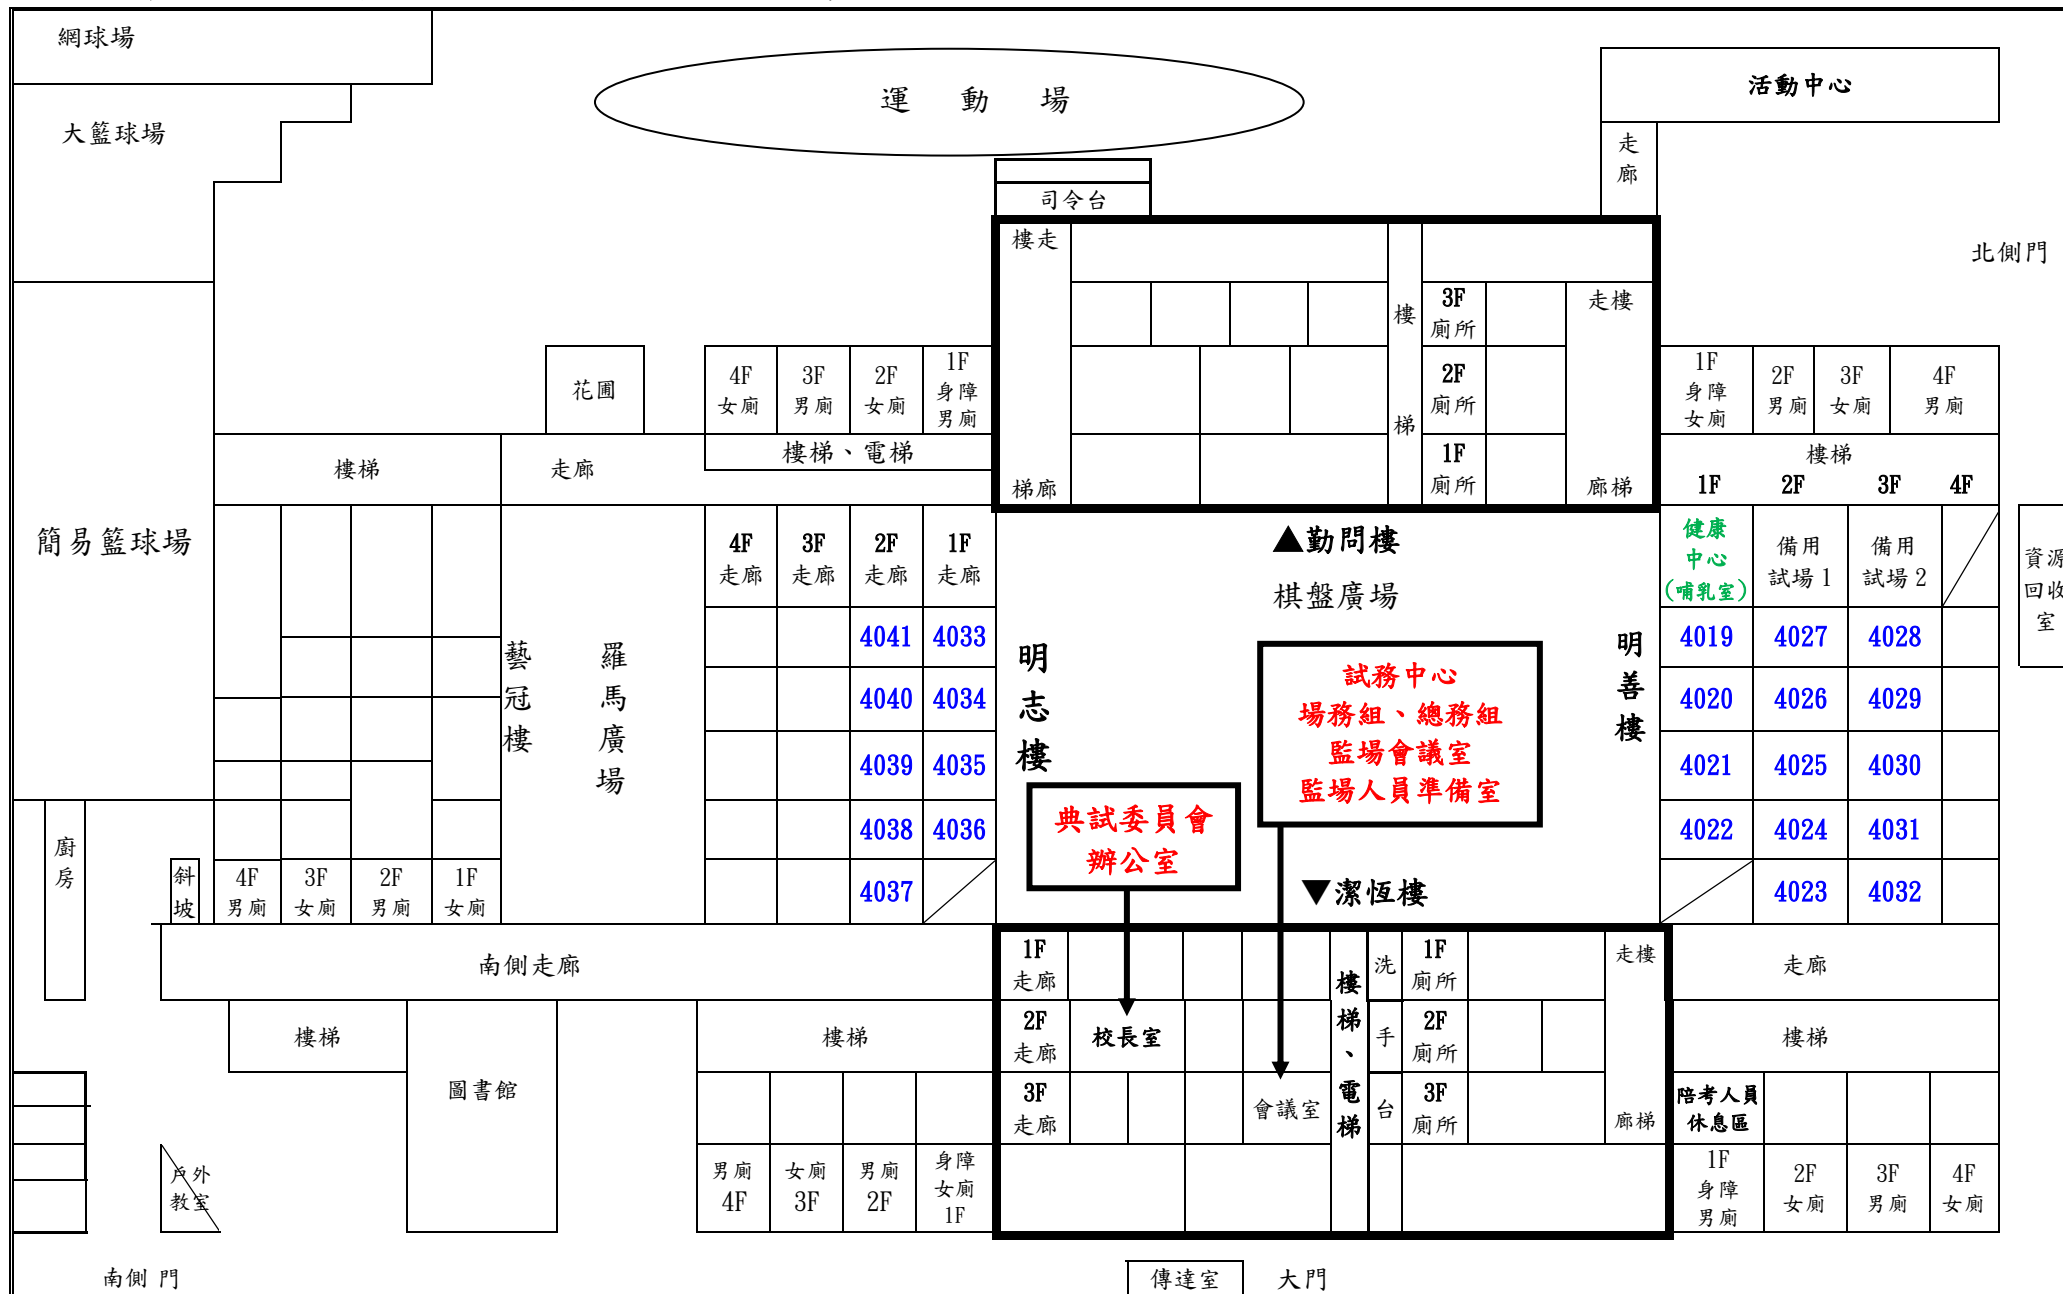 網球場
運 動 場
活動中心
大籃球場
走
廊
司令台
北側門
樓走
梯廊
樓
梯
3F
廁所
2F
廁所
1F
廁所
走樓
廊梯
花圃
4F
女廁
3F
男廁
2F
女廁
1F
身障
男廁
樓梯、電梯
1F
身障
女廁
2F
男廁
3F
女廁
4F
男廁
樓梯
走廊
樓梯
1F 2F 3F 4F
簡易籃球場
4F
走廊
3F
走廊
2F
走廊
1F
走廊
▲勤問樓
棋盤廣場
健康
中心
(哺乳室)
備用
試場 1
備用
試場 2
資源
回收
室
藝
冠
樓
羅
馬
廣
場
4041 4033
4040 4034
4039 4035
4038 4036
4037
明
志
樓
明
善
樓
試務中心
場務組、總務組
監場會議室
監場人員準備室
典試委員會
辦公室
▼潔恆樓
4019 4027 4028
4020 4026 4029
4021 4025 4030
4022 4024 4031
4023 4032
廚
房
斜
坡
4F
男廁
3F
女廁
2F
男廁
1F
女廁
南側走廊
1F
走廊
2F
走廊
校長室
3F
走廊
會議室
樓
梯
、
電
梯
洗
手
台
1F
廁所
2F
廁所
3F
廁所
走樓
廊梯
走廊
樓梯
樓梯
樓梯
圖書館
陪考人員
休息區
戶外
教室
男廁
4F
女廁
3F
男廁
2F
身障
女廁
1F
1F
身障
男廁
2F
女廁
3F
男廁
4F
女廁
南側 門
傳達室
大門